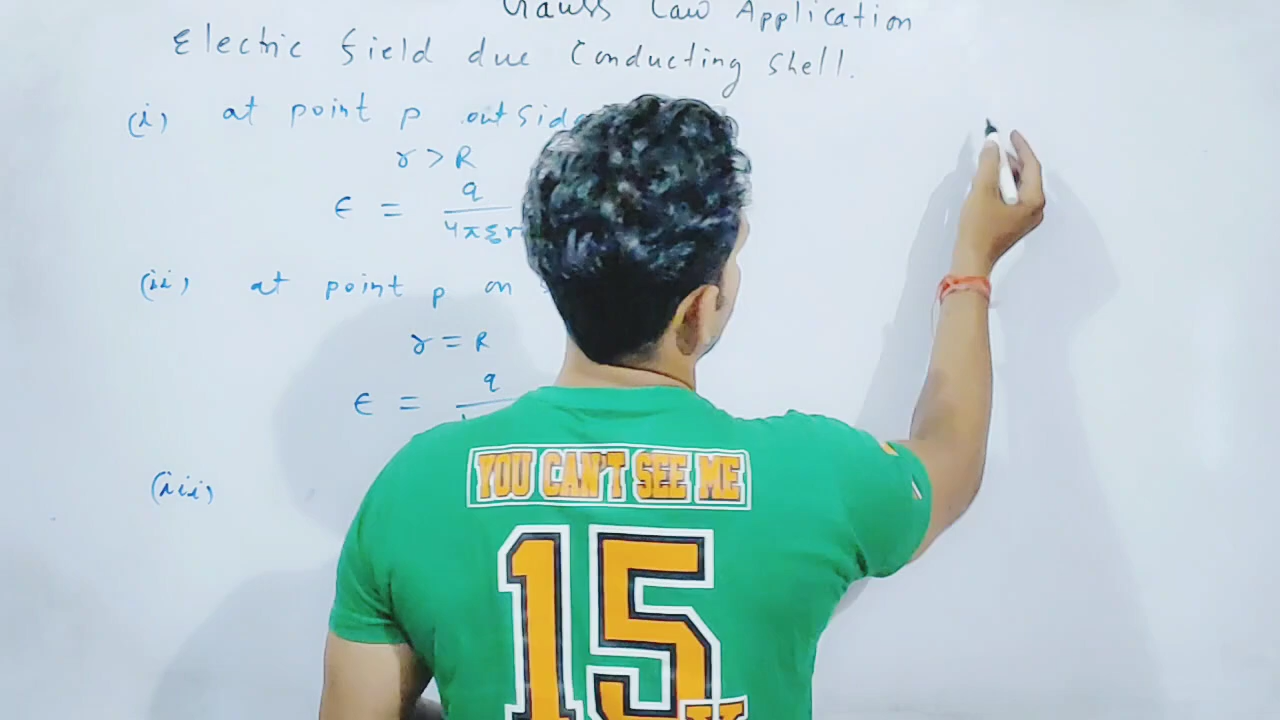 Gauss Law Application
Electric field due Conducting shell.
(i) at point p outside
r > R
E = q / 4πε
(ii) at point p on
r = R
E = q
(iii)
YOU CAN'T SEE ME
15